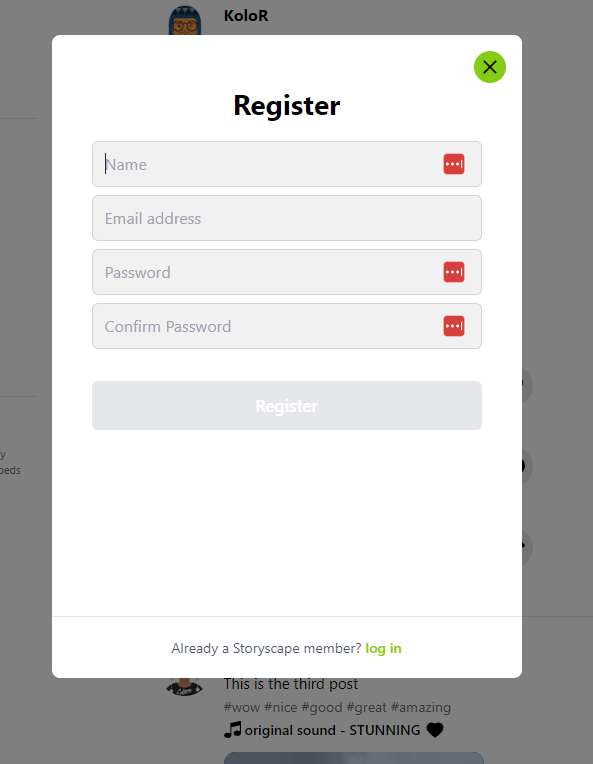 KoloR
Register
Name
Email address
Password
Confirm Password
Register
Already a Storyscape member? log in
This is the third post
#wow #nice #good #great #amazing
original sound - STUNNING